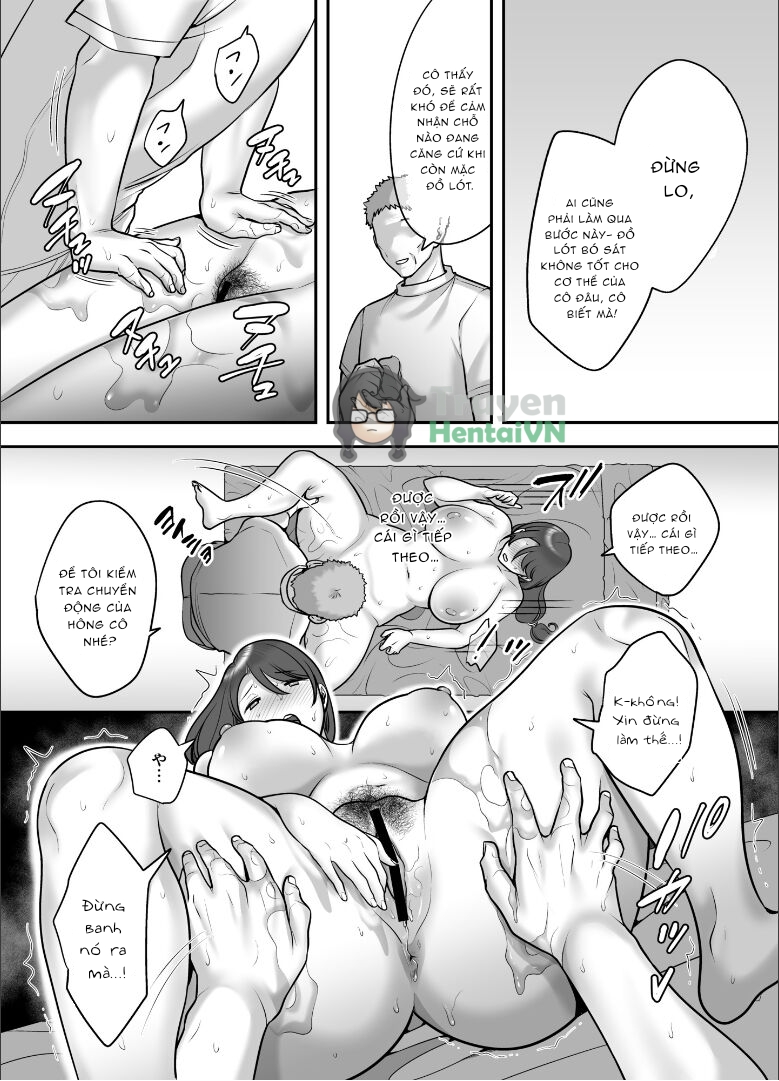 ĐỪNG
LO,
AI CŨNG
PHẢI LÀM QUA
BƯỚC NÀY- ĐỒ
LÓT BÓ SÁT
KHÔNG TỐT CHO
CƠ THỂ CỦA
CÔ ĐÂU, CÔ
BIẾT MÀ!
CÔ THẤY
ĐÓ, SẼ RẤT
KHÓ ĐỂ CẢM
NHẬN CHỖ
NÀO ĐANG
CĂNG CỨ KHI
CÒN MẶC
ĐỒ LÓT.
Truyen
HentaiVN
ĐƯỢC RỒI
VẬY... CÁI GÌ
TIẾP THEO...
ĐƯỢC
RỒI VẬY...
CÁI GÌ TIẾP
THEO...
ĐỂ TÔI KIỂM
TRA CHUYỂN
ĐỘNG CỦA
HÔNG CÔ
NHÉ?
K-không!
Xin đừng
làm thế...!
や…
Đừng
banh
nó ra
mà...!